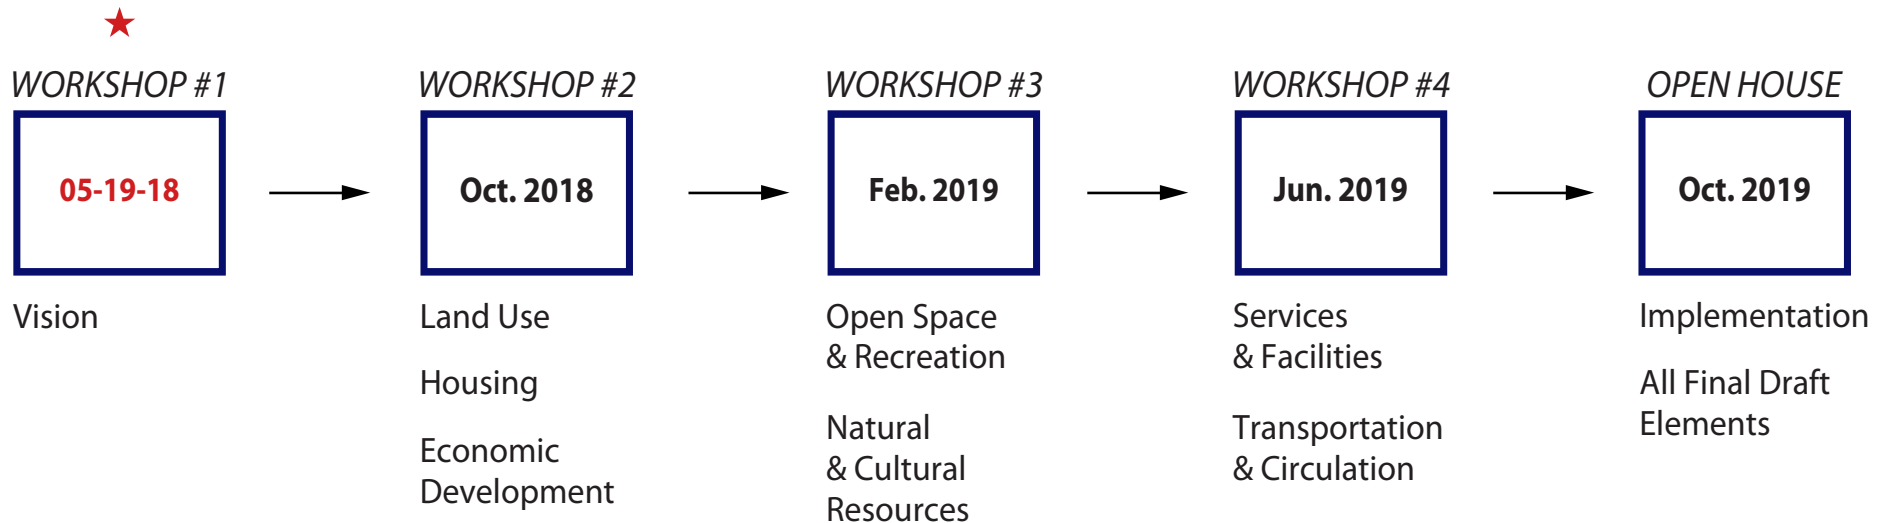 WORKSHOP #1
05-19-18
Vision
WORKSHOP #2
Oct. 2018
Land Use
Housing
Economic
Development
WORKSHOP #3
Feb. 2019
Open Space
& Recreation
Natural
& Cultural
Resources
WORKSHOP #4
Jun. 2019
Services
& Facilities
Transportation
& Circulation
OPEN HOUSE
Oct. 2019
Implementation
All Final Draft
Elements